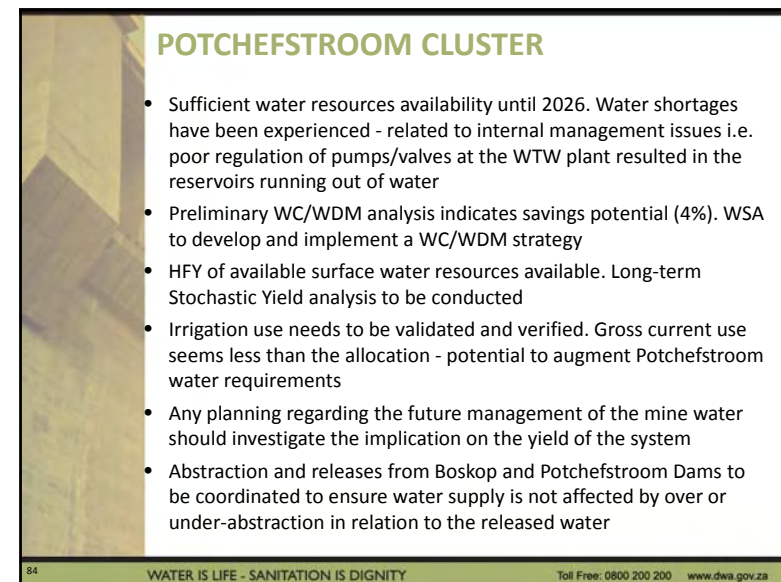 POTCHEFSTROOM CLUSTER
• Sufficient water resources availability until 2026. Water shortages
have been experienced - related to internal management issues i.e.
poor regulation of pumps/valves at the WTW plant resulted in the
reservoirs running out of water
• Preliminary WC/WDM analysis indicates savings potential (4%). WSA
to develop and implement a WC/WDM strategy
• HFY of available surface water resources available. Long-term
Stochastic Yield analysis to be conducted
• Irrigation use needs to be validated and verified. Gross current use
seems less than the allocation - potential to augment Potchefstroom
water requirements
• Any planning regarding the future management of the mine water
should investigate the implication on the yield of the system
• Abstraction and releases from Boskop and Potchefstroom Dams to
be coordinated to ensure water supply is not affected by over or
under-abstraction in relation to the released water
84 WATER IS LIFE - SANITATION IS DIGNITY Toll Free: 0800 200 200 www.dwa.gov.za